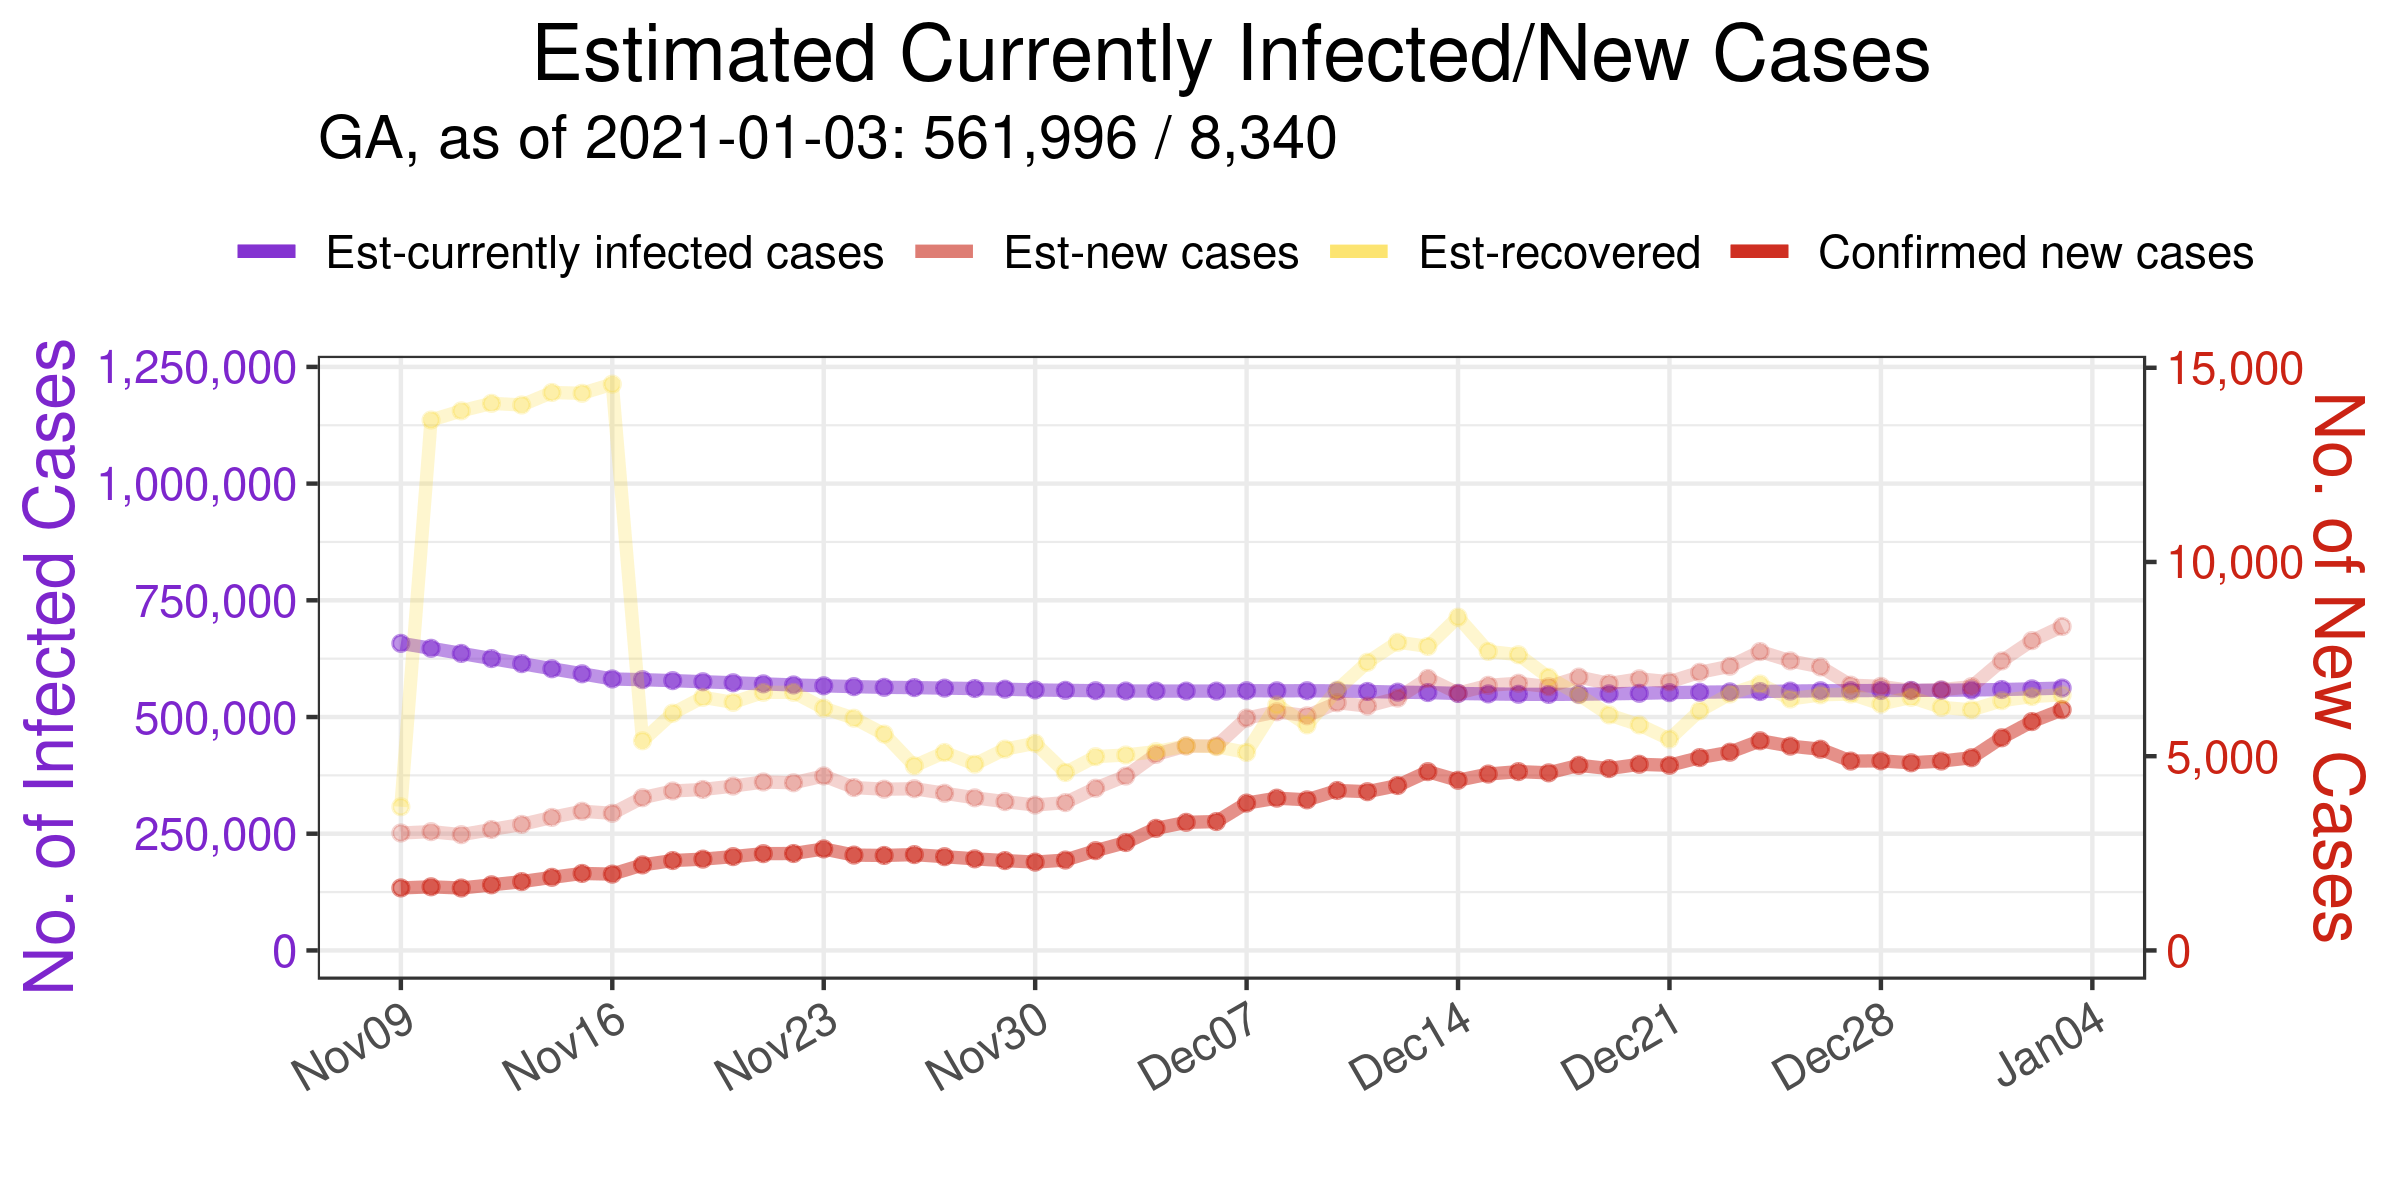 Estimated Currently Infected/New Cases
GA, as of 2021-01-03: 561,996 / 8,340
Est-currently infected cases Est-new cases Est-recovered Confirmed new cases
No. of Infected Cases
1,250,000
1,000,000
750,000
500,000
250,000
0
15,000
10,000
5,000
0
No. of New Cases
Nov09 Nov16 Nov23 Nov30 Dec07 Dec14 Dec21 Dec28 Jan04